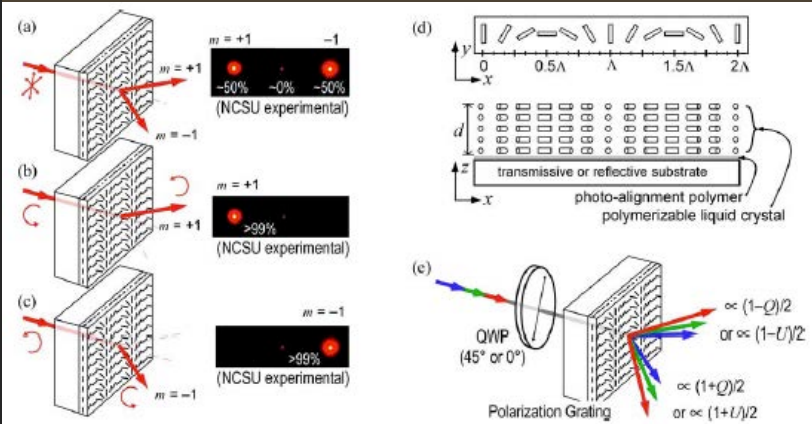 (a)
m = +1
m = −1
m = +1 −1
~50% ~0% ~50%
(NCSU experimental)
(b)
m = +1
m = +1
>99%
(NCSU experimental)
(c)
m = −1
m = −1
>99%
(NCSU experimental)
(d)
y
x
0 0.5Λ Λ 1.5Λ 2Λ
d
z
x
transmissive or reflective substrate
photo-alignment polymer
polymerizable liquid crystal
(e)
QWP
(45° or 0°)
Polarization Grating
∝ (1−Q)/2
or ∝ (1−U)/2
∝ (1+Q)/2
or ∝ (1+U)/2